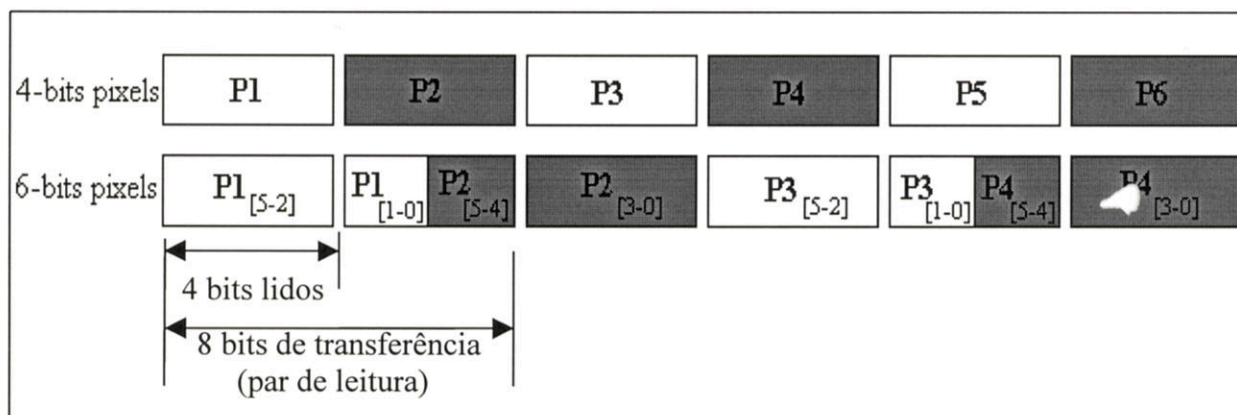 4-bits pixels P1 P2 P3 P4 P5 P6
6-bits pixels P1[5-2] P1[1-0] P2[5-4] P2[3-0] P3[5-2] P3[1-0] P4[5-4] P4[3-0]
4 bits lidos
8 bits de transferência
(par de leitura)